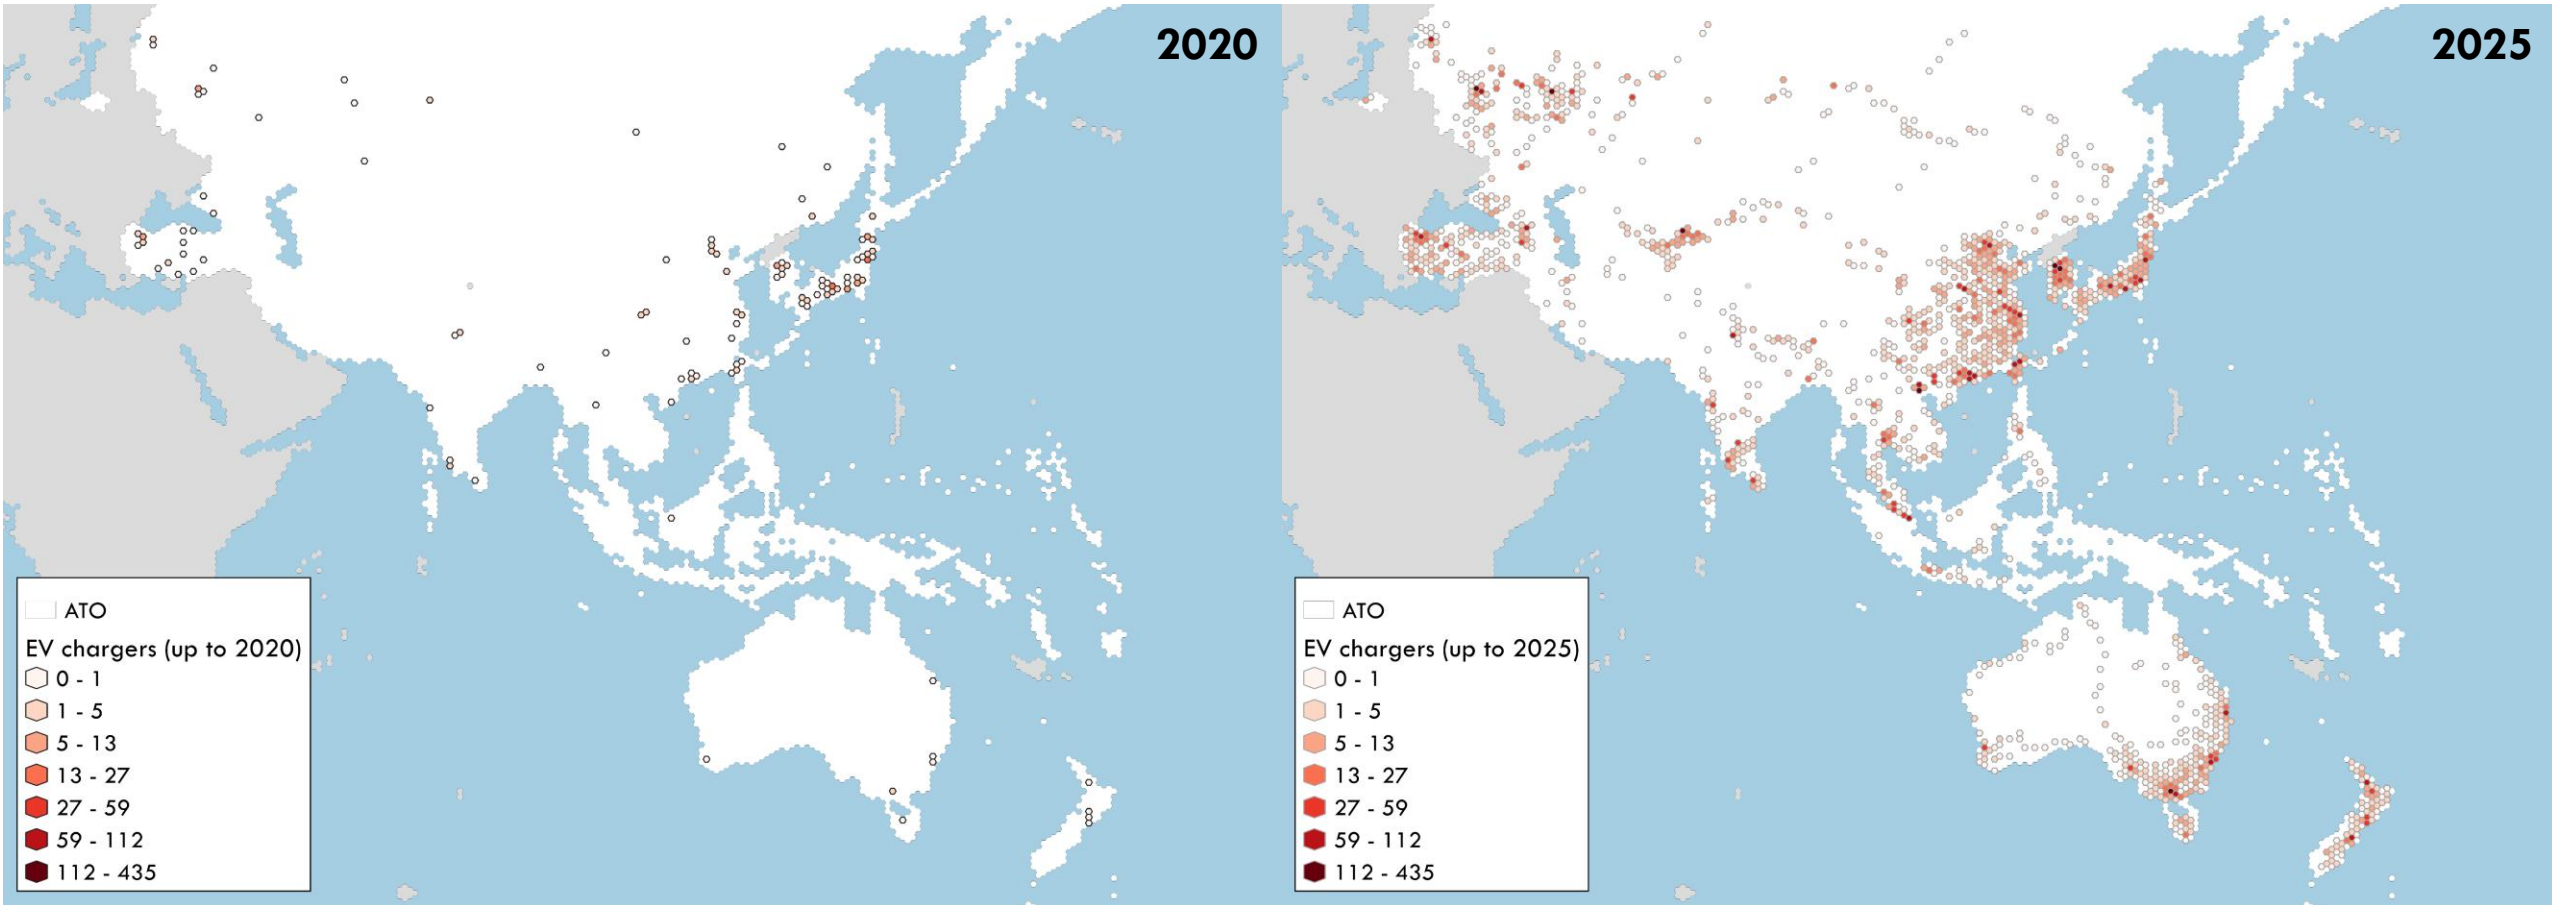 2020
ATO
EV chargers (up to 2020)
0 - 1
1 - 5
5 - 13
13 - 27
27 - 59
59 - 112
112 - 435
2025
ATO
EV chargers (up to 2025)
0 - 1
1 - 5
5 - 13
13 - 27
27 - 59
59 - 112
112 - 435